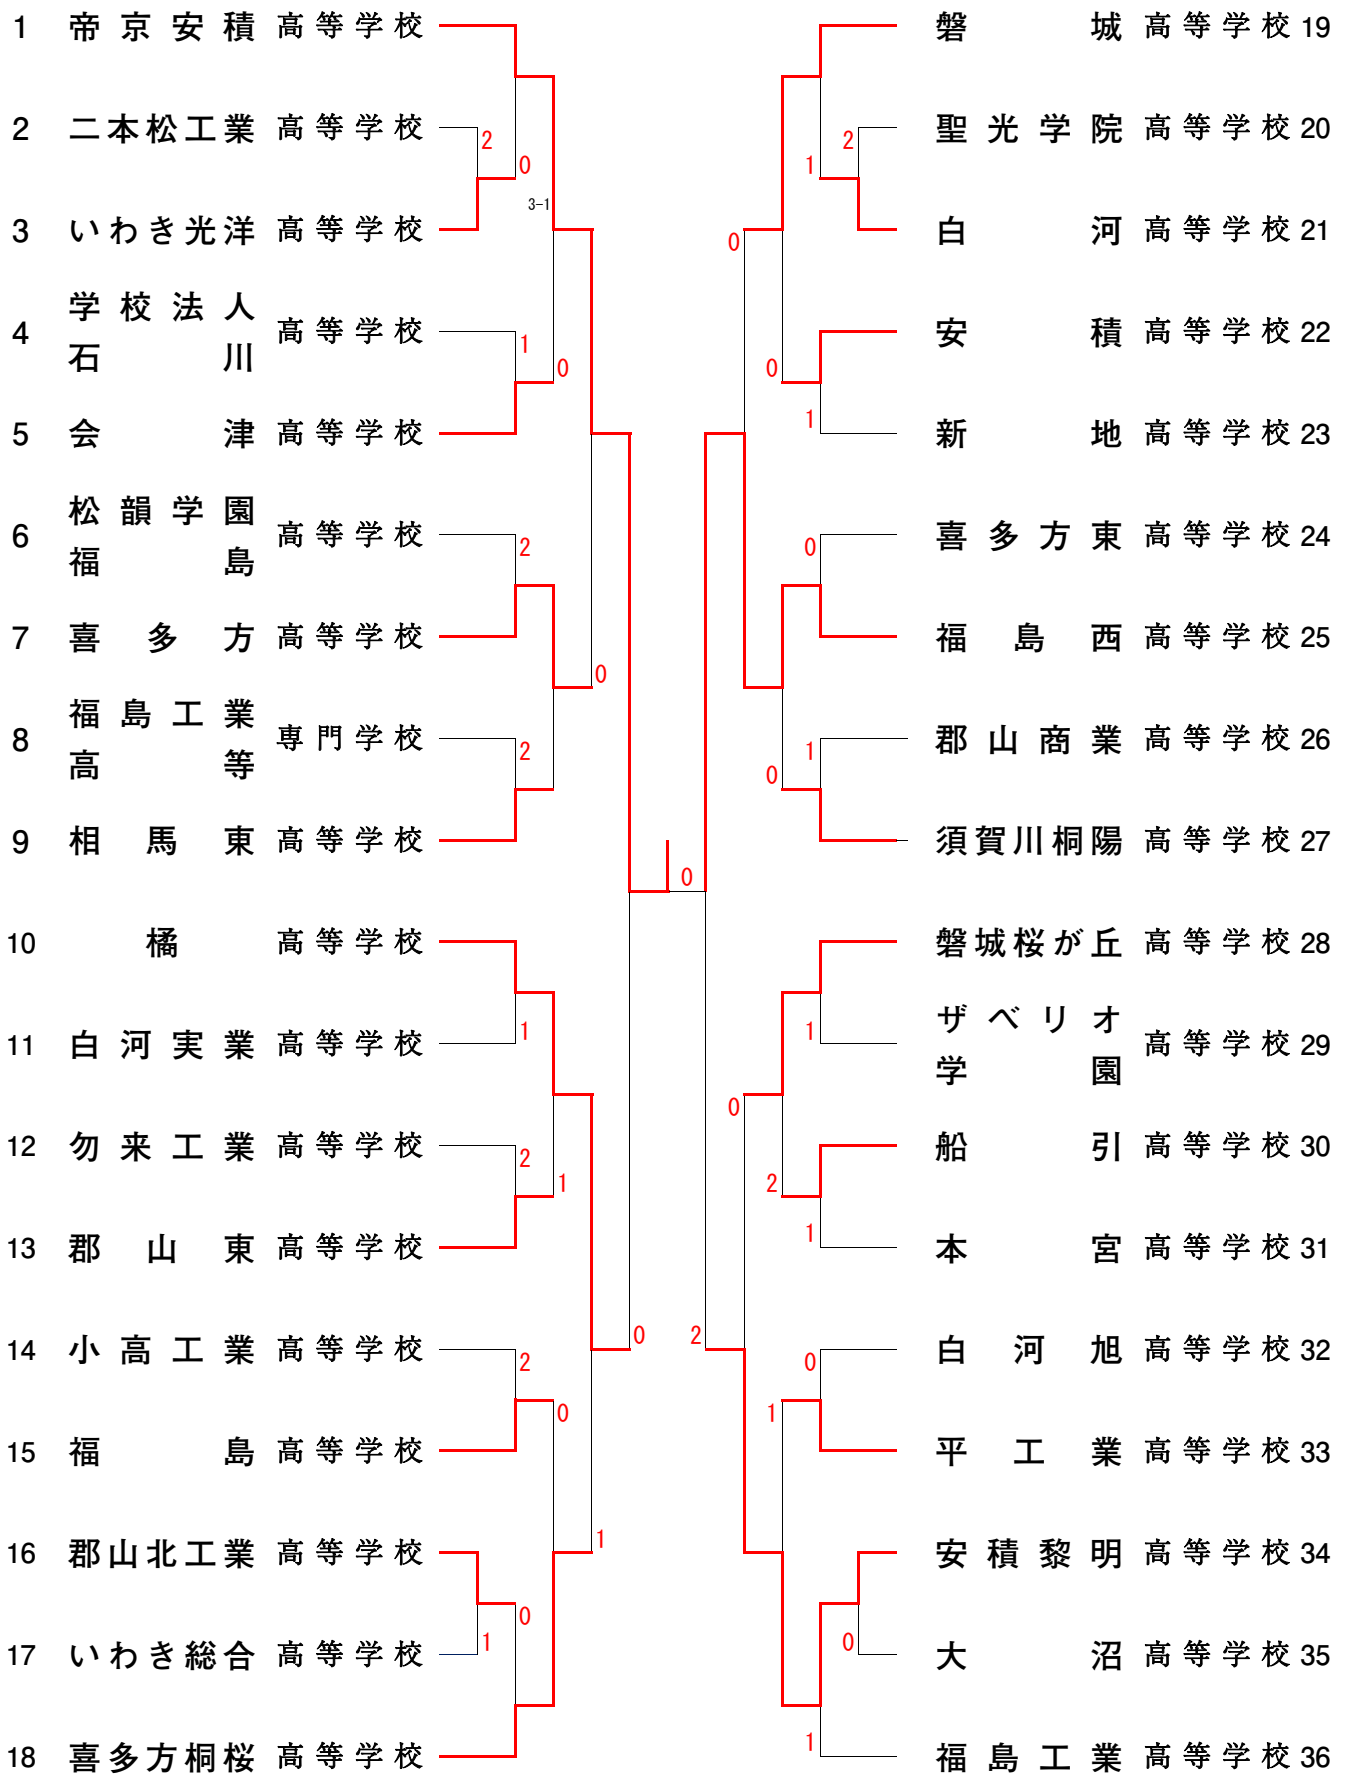 1 帝京安積 高等学校
2 二本松工業 高等学校
2
0
3-1
3 いわき光洋 高等学校
4 学校法人石川 高等学校
1
0
5 会津 高等学校
6 松韻学園福島 高等学校
2
7 喜多方 高等学校
0
8 福島工業高等 専門学校
2
9 相馬東 高等学校
0
10 橘 高等学校
11 白河実業 高等学校
1
12 勿来工業 高等学校
2
1
13 郡山東 高等学校
14 小高工業 高等学校
0
2
0
15 福島 高等学校
16 郡山北工業 高等学校
1
0
17 いわき総合 高等学校
1
18 喜多方桐桜 高等学校
磐城 高等学校 19
聖光学院 高等学校 20
2
1
白河 高等学校 21
0
安積 高等学校 22
0
1
新地 高等学校 23
喜多方東 高等学校 24
0
福島西 高等学校 25
郡山商業 高等学校 26
1
0
須賀川桐陽 高等学校 27
磐城桜が丘 高等学校 28
ザベリオ学園 高等学校 29
1
0
船引 高等学校 30
2
1
本宮 高等学校 31
2
白河旭 高等学校 32
0
1
平工業 高等学校 33
安積黎明 高等学校 34
0
大沼 高等学校 35
1
福島工業 高等学校 36